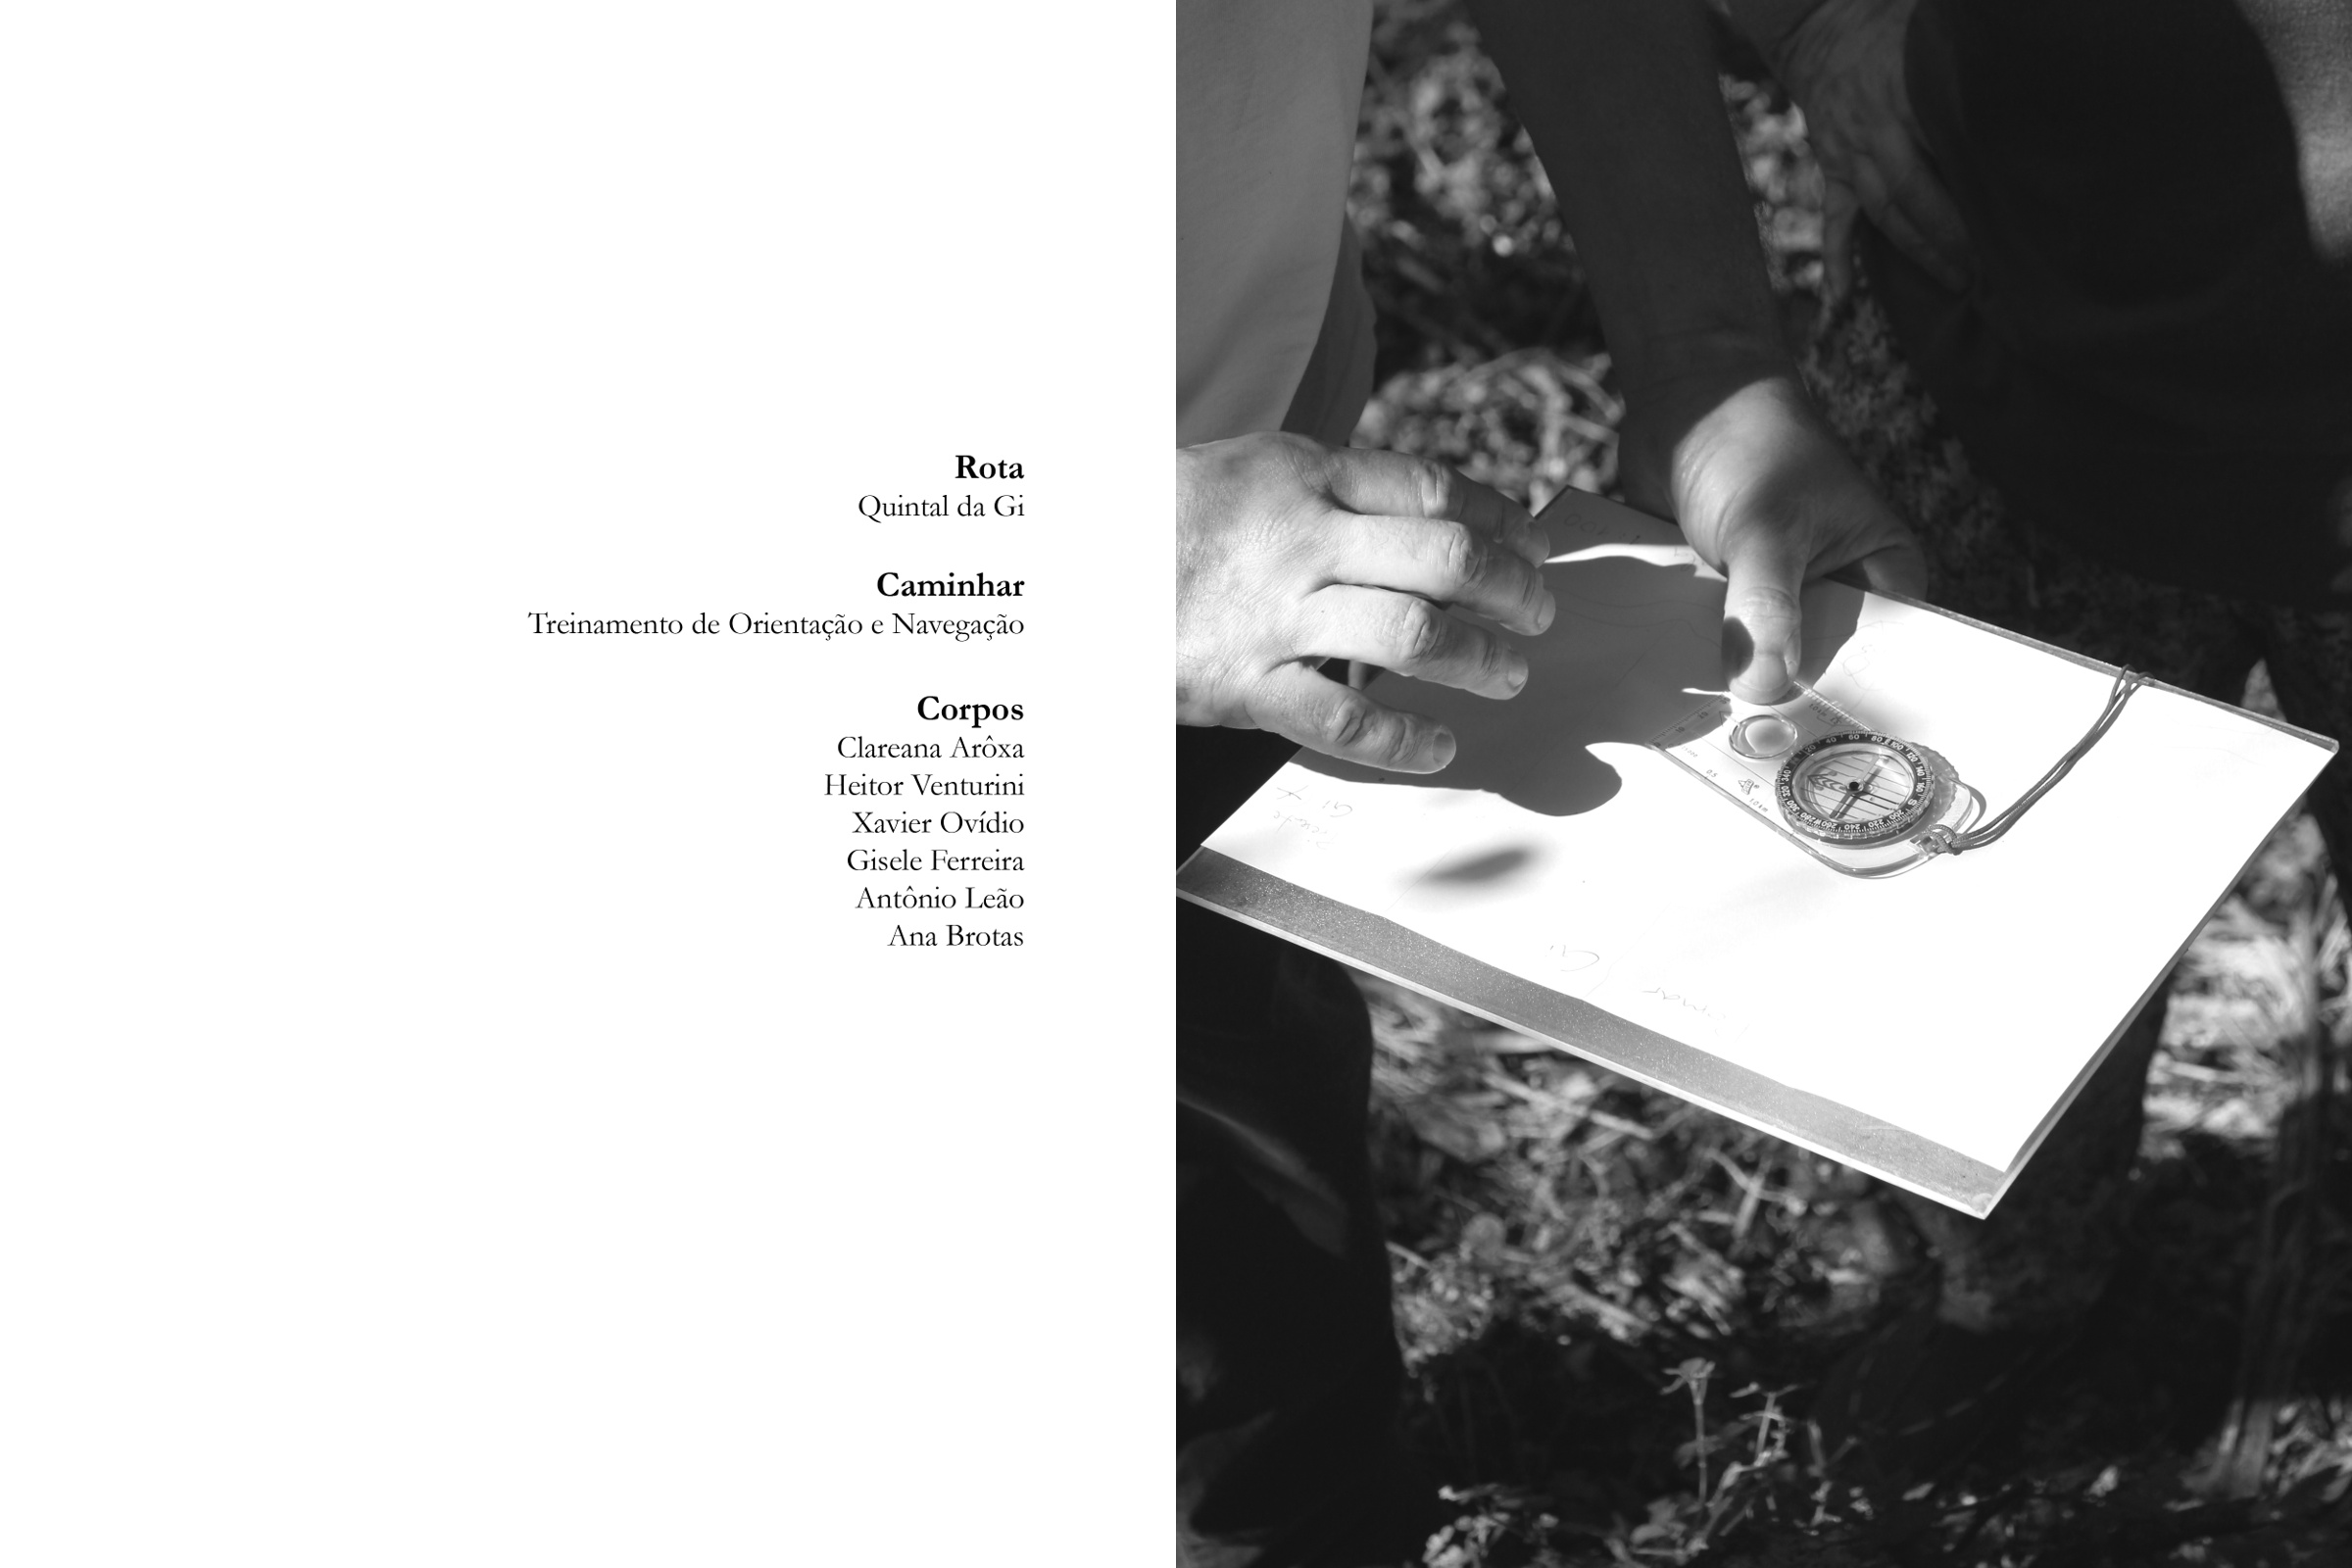 Rota
Quintal da Gi
Caminhar
Treinamento de Orientação e Navegação
Corpos
Clareana Arôxa
Heitor Venturini
Xavier Ovídio
Gisele Ferreira
Antônio Leão
Ana Brotas